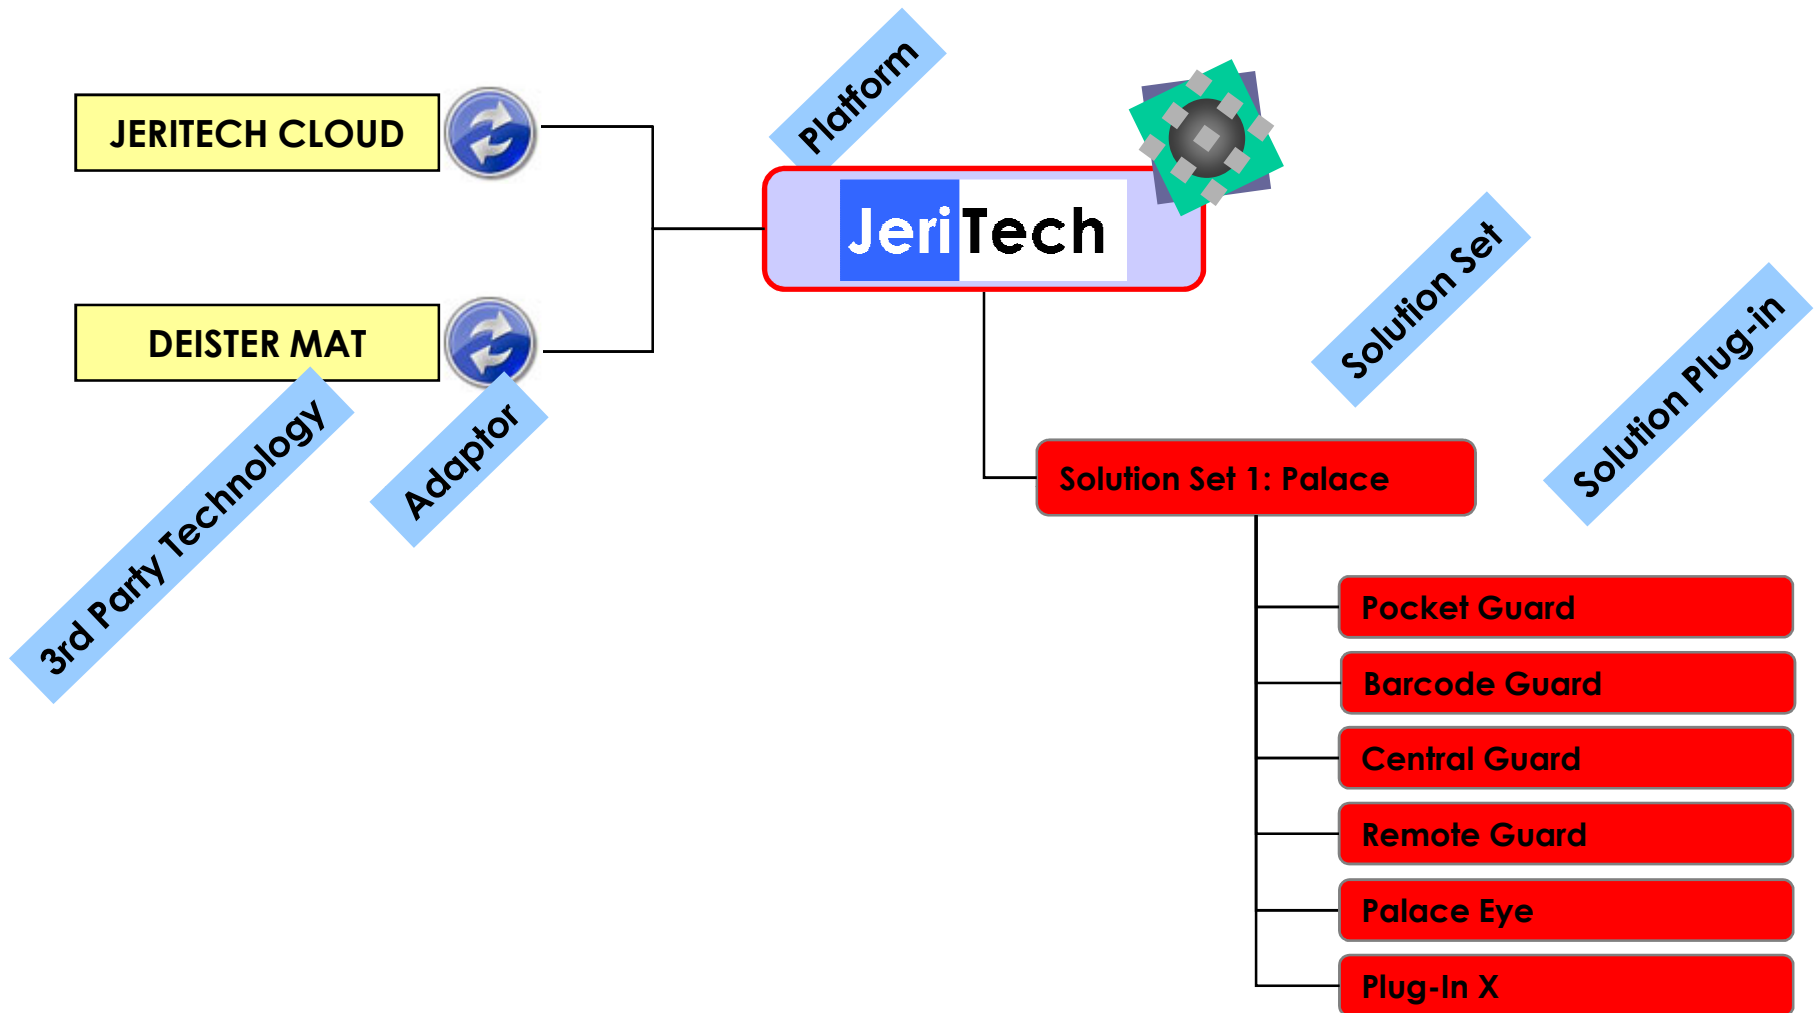 Platform
JERITECH CLOUD
JeriTech
Solution Set
Solution Plug-in
DEISTER MAT
3rd Party Technology
Adaptor
Solution Set 1: Palace
Pocket Guard
Barcode Guard
Central Guard
Remote Guard
Palace Eye
Plug-In X